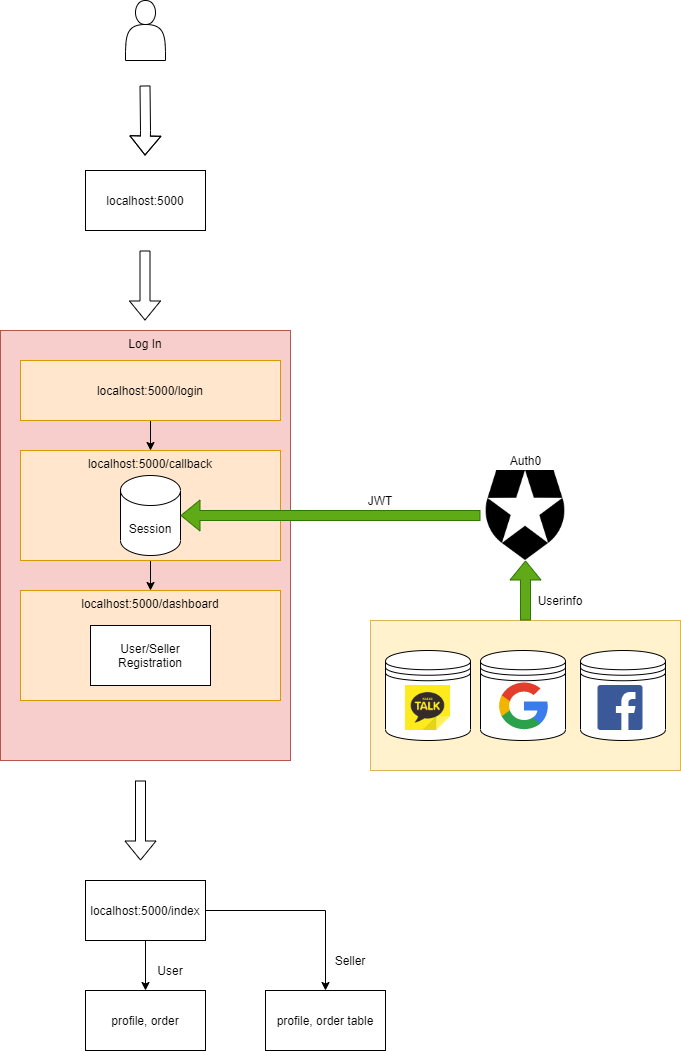 localhost:5000
Log In
localhost:5000/login
localhost:5000/callback
Session
JWT
Auth0
Userinfo
TALK
localhost:5000/dashboard
User/Seller
Registration
localhost:5000/index
User
Seller
profile, order
profile, order table